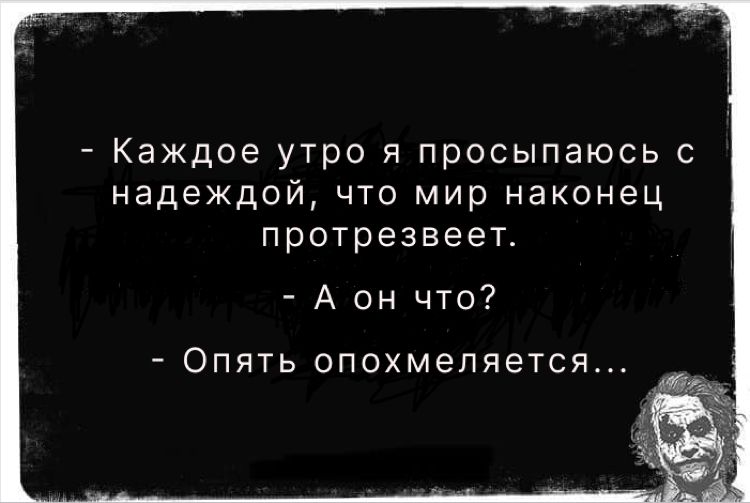 - Каждое утро я просыпаюсь с
надеждой, что мир наконец
протрезвеет.
- А он что?
- Опять опохмеляется...